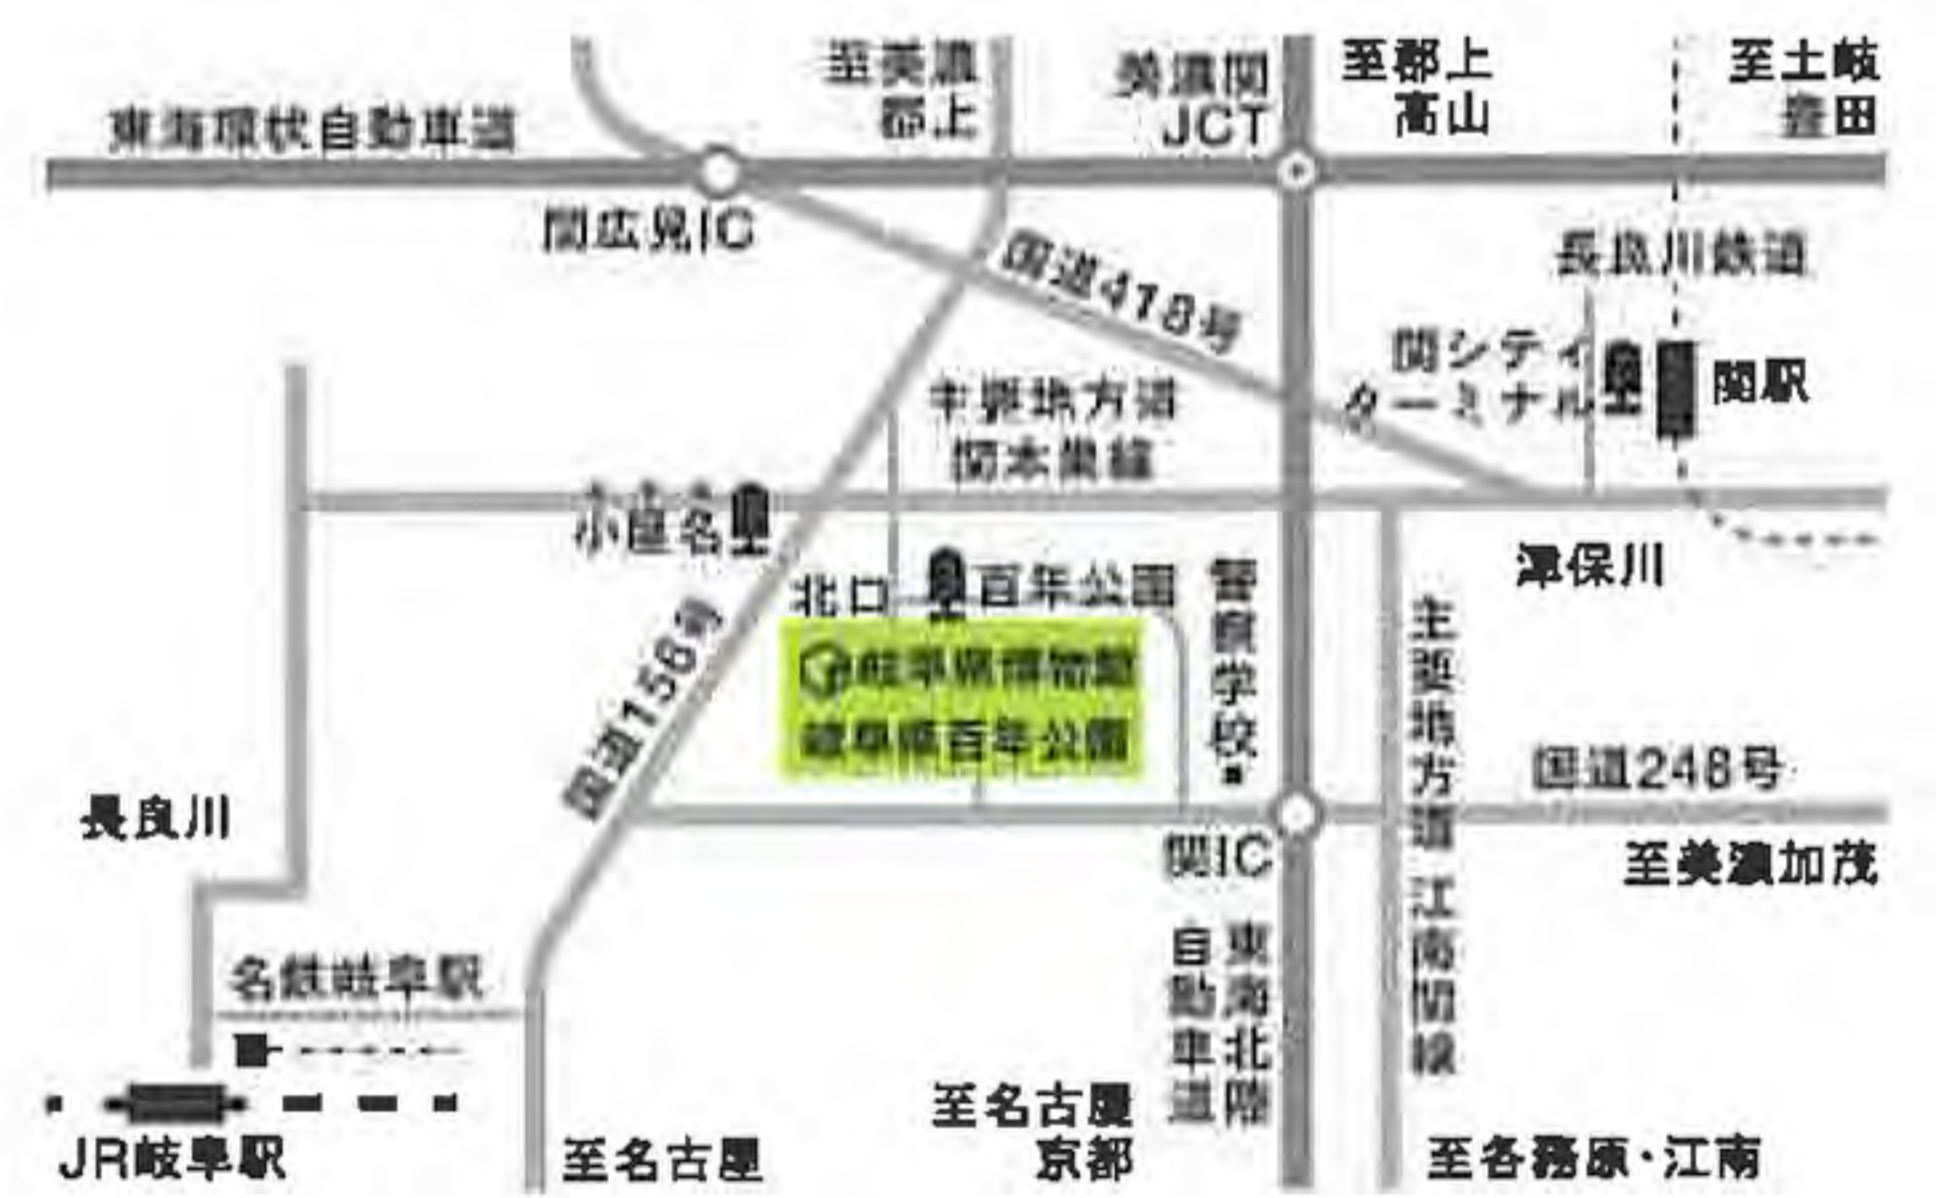 至美濃
郡上
美濃関
JCT
至郡上
高山
至土岐
豊田
東海環状自動車道
関広見IC
国道418号
長良川鉄道
関シティ
ターミナル
関駅
主要地方道
関本巣線
小屋名
北口
百年公園
警察学校
津保川
岐阜県博物館
岐阜県百年公園
国道156号
主要地方道 江南関線
国道248号
長良川
関IC
至美濃加茂
名鉄岐阜駅
東海北陸
自動車道
JR岐阜駅
至名古屋
至名古屋
京都
至各務原・江南